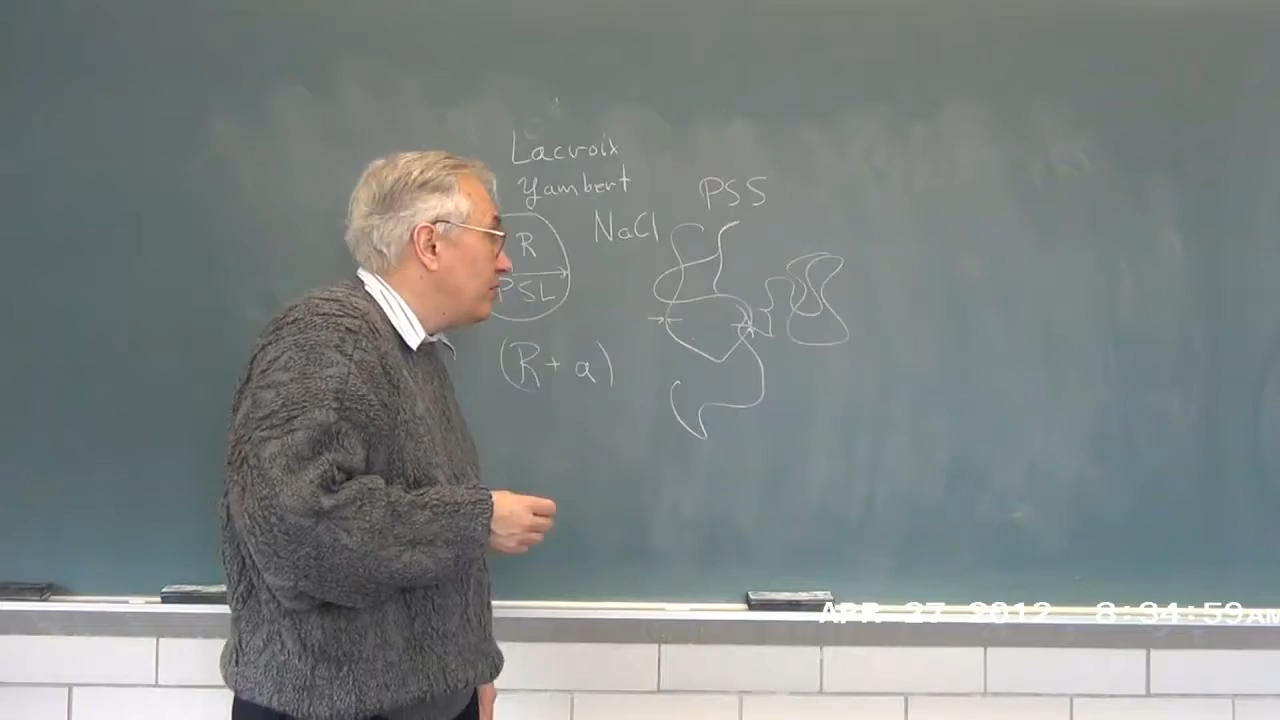 Lacroix
Yambert
PSS
NaCl
R
PSL
(R + a)
APR 27 2012 8:34:59AM